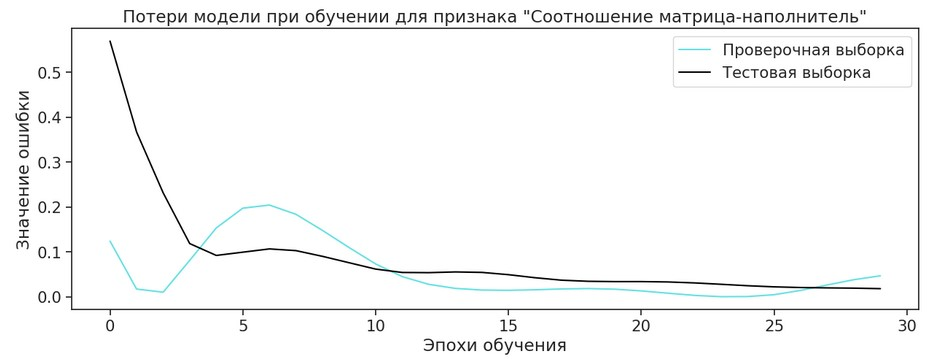 Потери модели при обучении для признака "Соотношение матрица-наполнитель"
Проверочная выборка
Тестовая выборка
Значение ошибки
0.5
0.4
0.3
0.2
0.1
0.0
0 5 10 15 20 25 30
Эпохи обучения